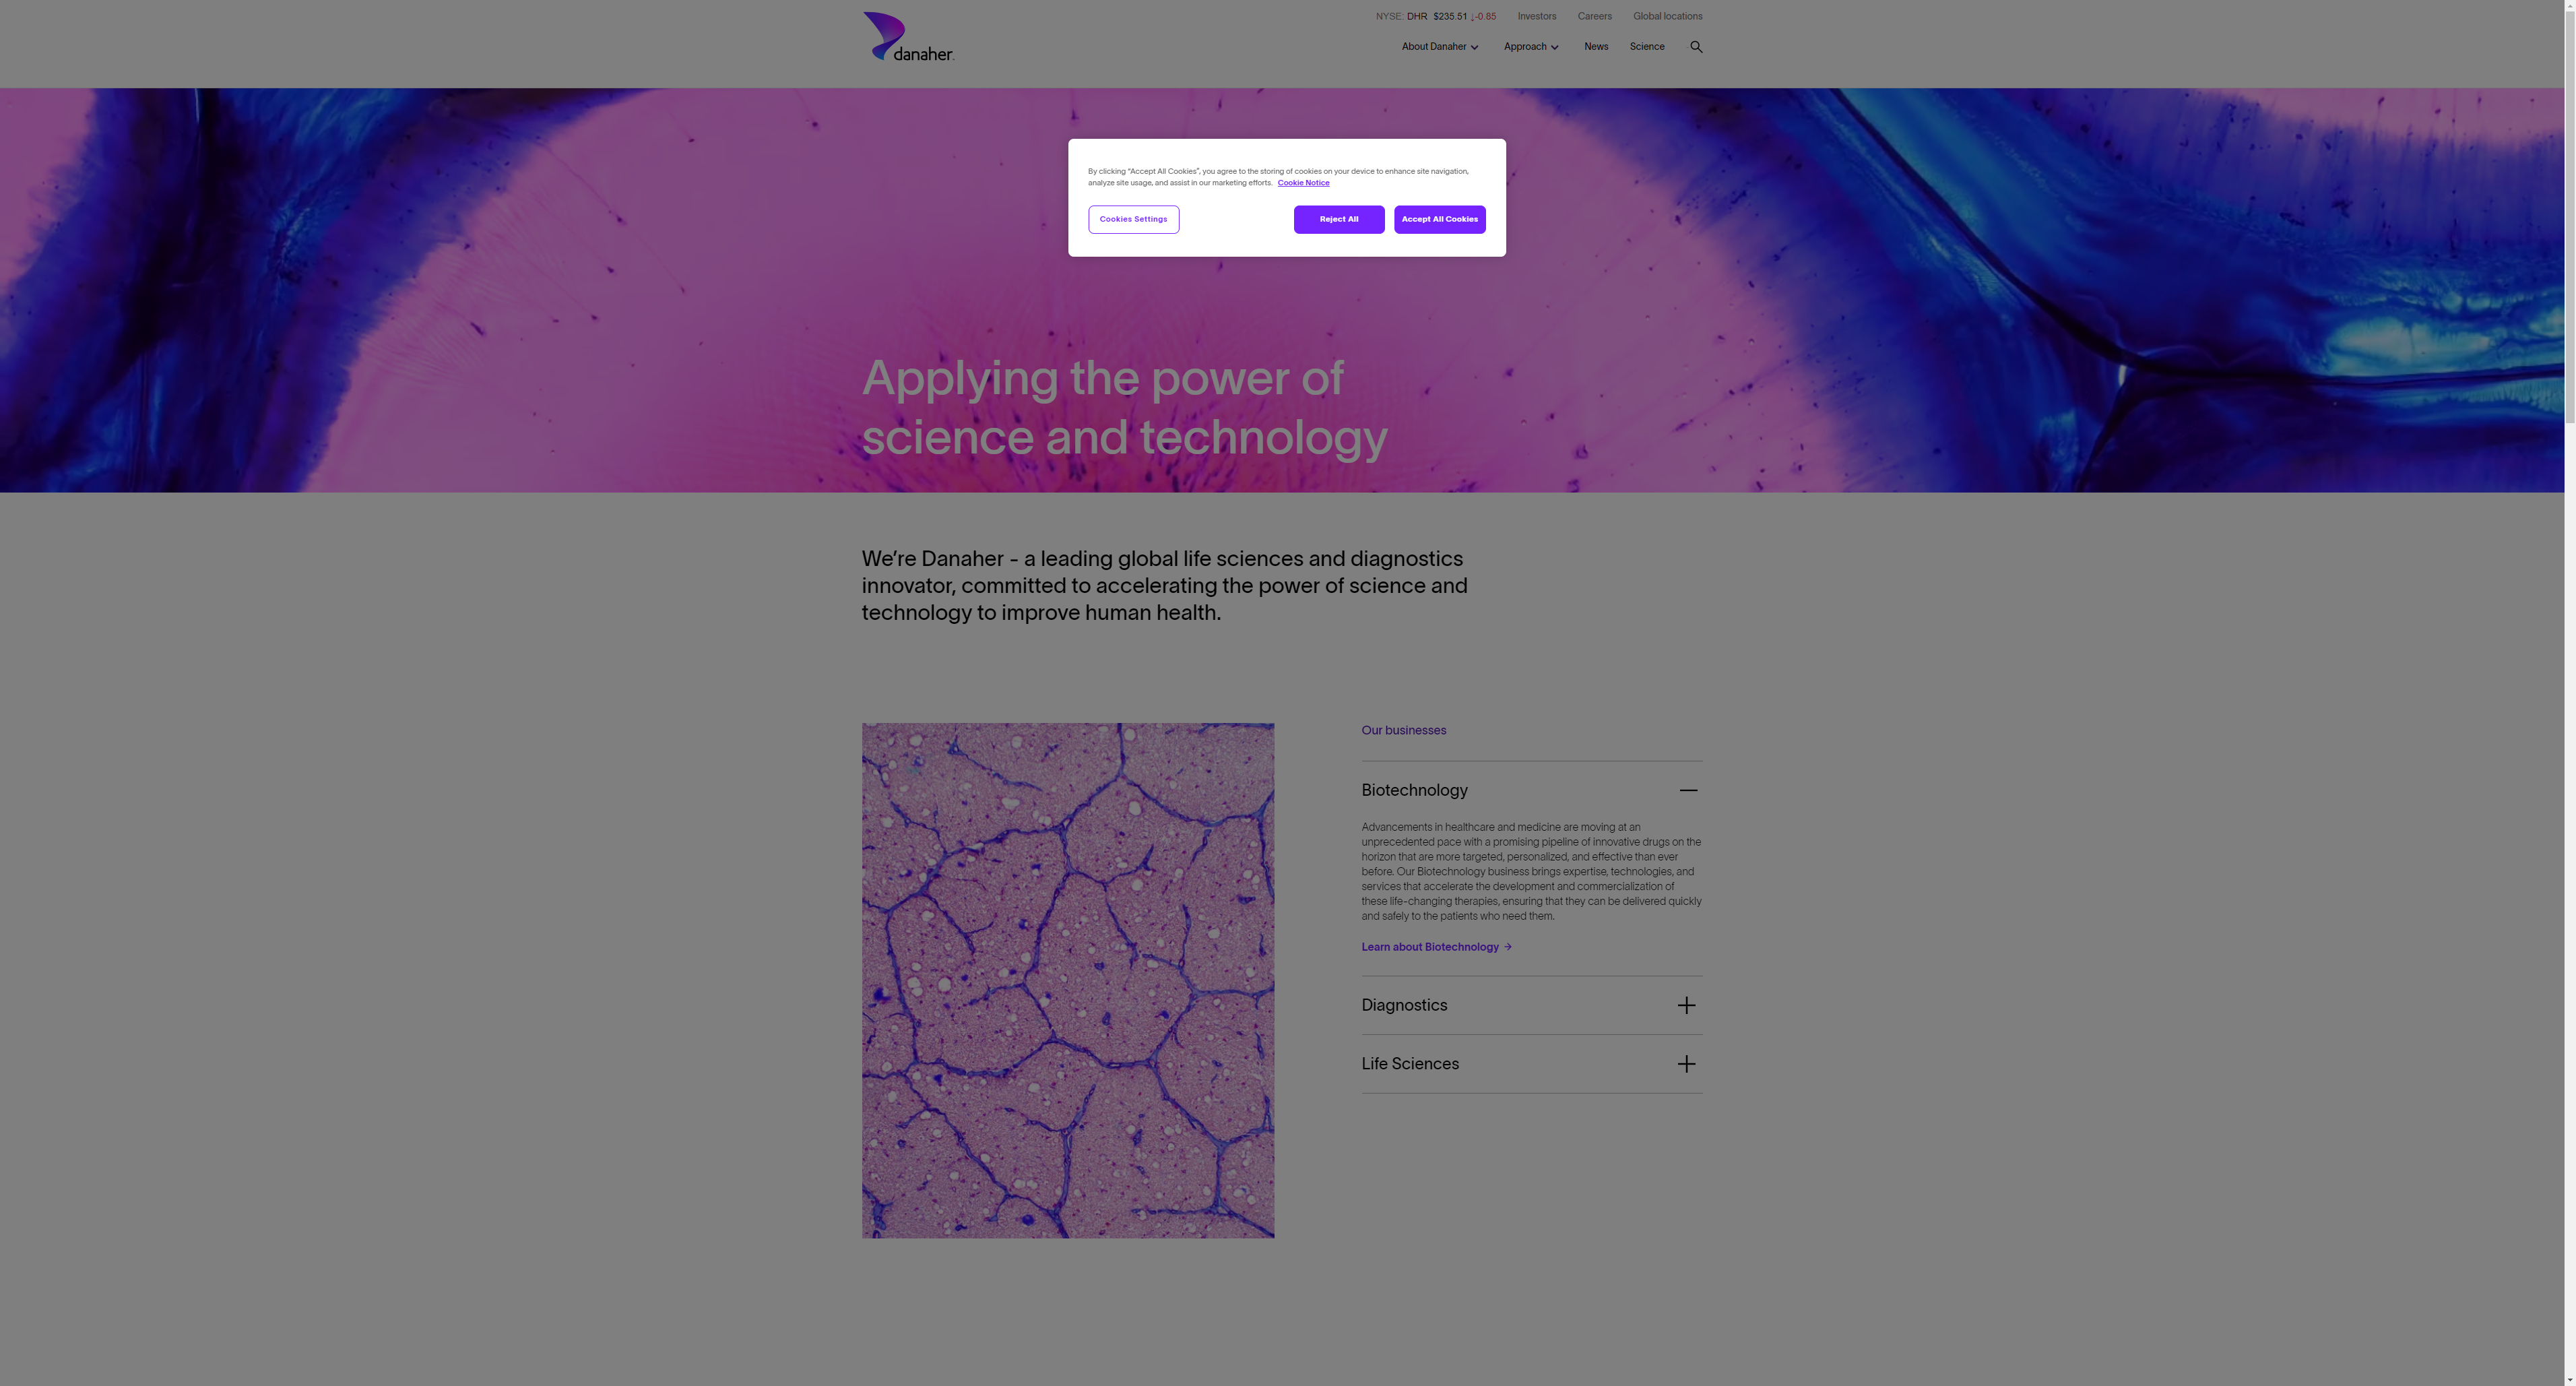 danaher.
NYSE: DHR $235.51 ↓-0.85 Investors Careers Global locations
About Danaher Approach News Science
By clicking “Accept All Cookies”, you agree to the storing of cookies on your device to enhance site navigation,
analyze site usage, and assist in our marketing efforts. Cookie Notice
Cookies Settings Reject All Accept All Cookies
Applying the power of
science and technology
We’re Danaher - a leading global life sciences and diagnostics
innovator, committed to accelerating the power of science and
technology to improve human health.
Our businesses
Biotechnology
Advancements in healthcare and medicine are moving at an
unprecedented pace with a promising pipeline of innovative drugs on the
horizon that are more targeted, personalized, and effective than ever
before. Our Biotechnology business brings expertise, technologies, and
services that accelerate the development and commercialization of
these life-changing therapies, ensuring that they can be delivered quickly
and safely to the patients who need them.
Learn about Biotechnology →
Diagnostics
Life Sciences